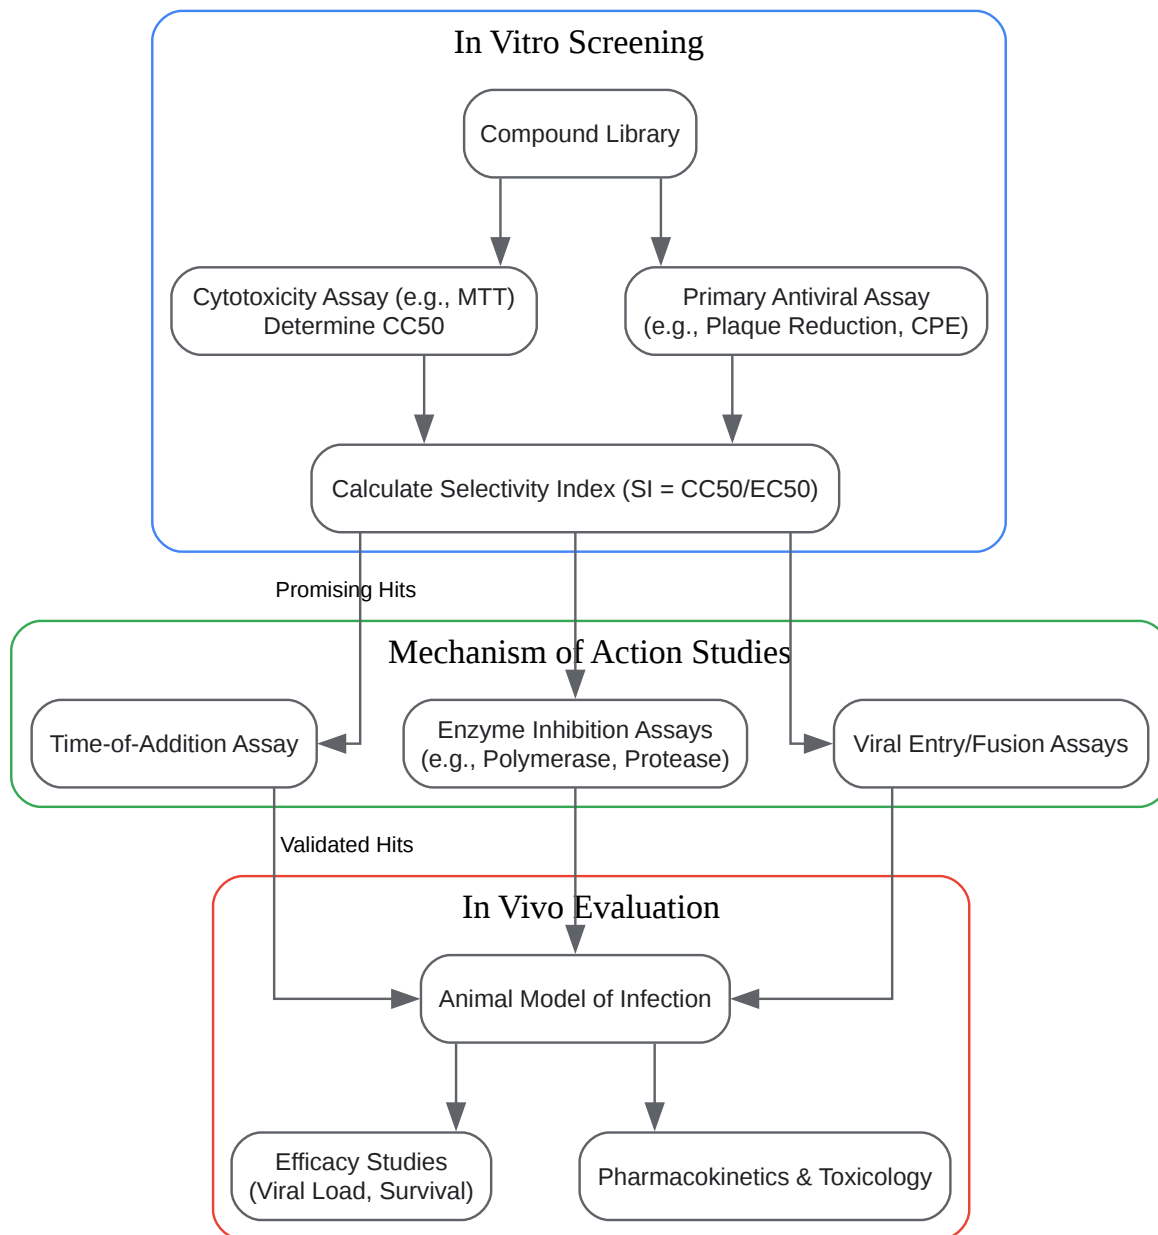 In Vitro Screening
Compound Library
Cytotoxicity Assay (e.g., MTT)
Determine CC50
Primary Antiviral Assay
(e.g., Plaque Reduction, CPE)
Calculate Selectivity Index (SI = CC50/EC50)
Promising Hits
Mechanism of Action Studies
Time-of-Addition Assay
Enzyme Inhibition Assays
(e.g., Polymerase, Protease)
Viral Entry/Fusion Assays
Validated Hits
In Vivo Evaluation
Animal Model of Infection
Efficacy Studies
(Viral Load, Survival)
Pharmacokinetics & Toxicology